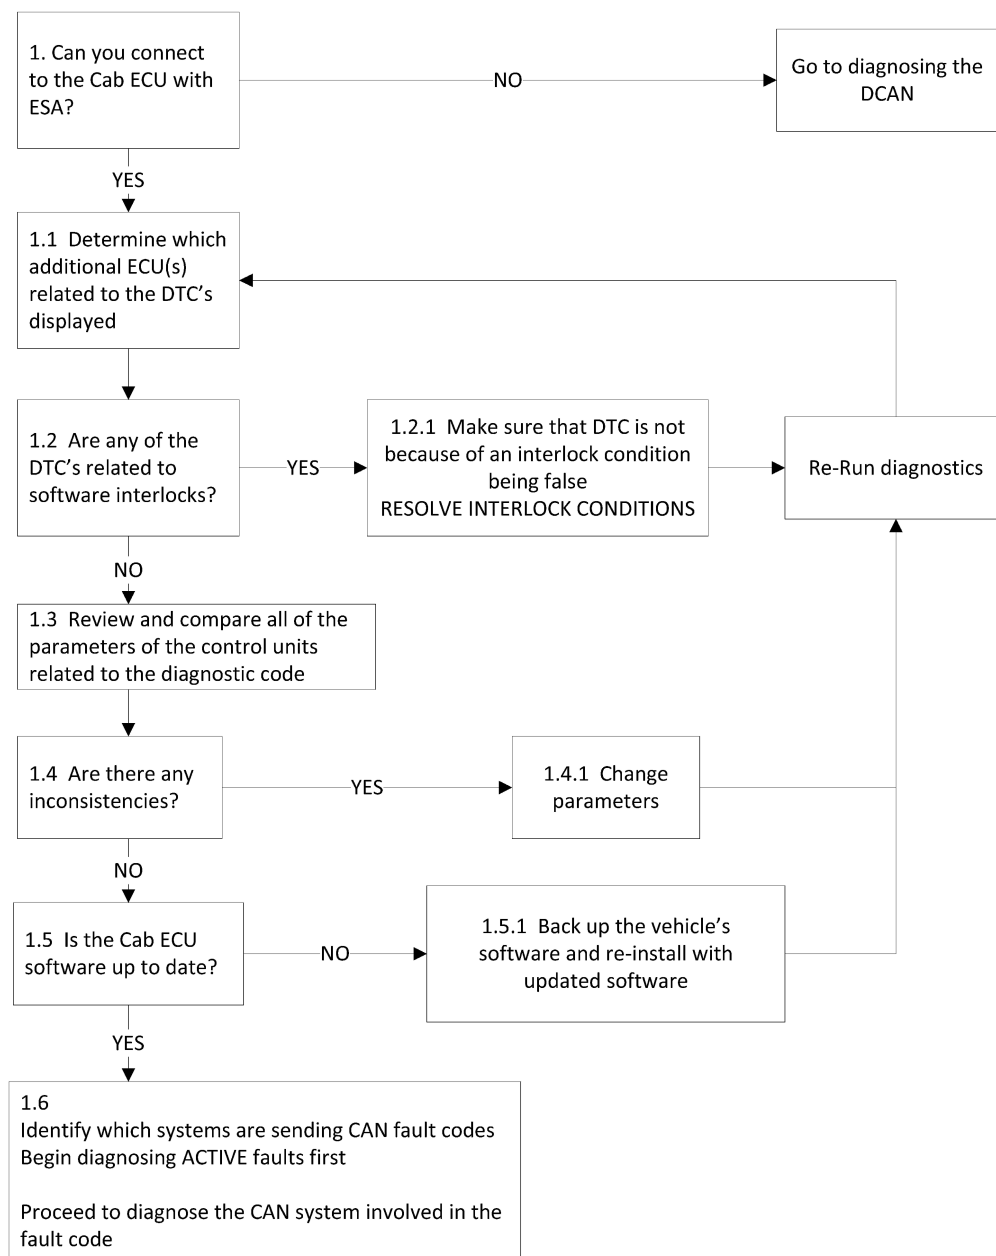 1. Can you connect
to the Cab ECU with
ESA?
NO
Go to diagnosing the
DCAN
YES
1.1 Determine which
additional ECU(s)
related to the DTC’s
displayed
1.2 Are any of the
DTC’s related to
software interlocks?
YES
1.2.1 Make sure that DTC is not
because of an interlock condition
being false
RESOLVE INTERLOCK CONDITIONS
Re-Run diagnostics
NO
1.3 Review and compare all of the
parameters of the control units
related to the diagnostic code
1.4 Are there any
inconsistencies?
YES
1.4.1 Change
parameters
NO
1.5 Is the Cab ECU
software up to date?
NO
1.5.1 Back up the vehicle’s
software and re-install with
updated software
YES
1.6
Identify which systems are sending CAN fault codes
Begin diagnosing ACTIVE faults first
Proceed to diagnose the CAN system involved in the
fault code